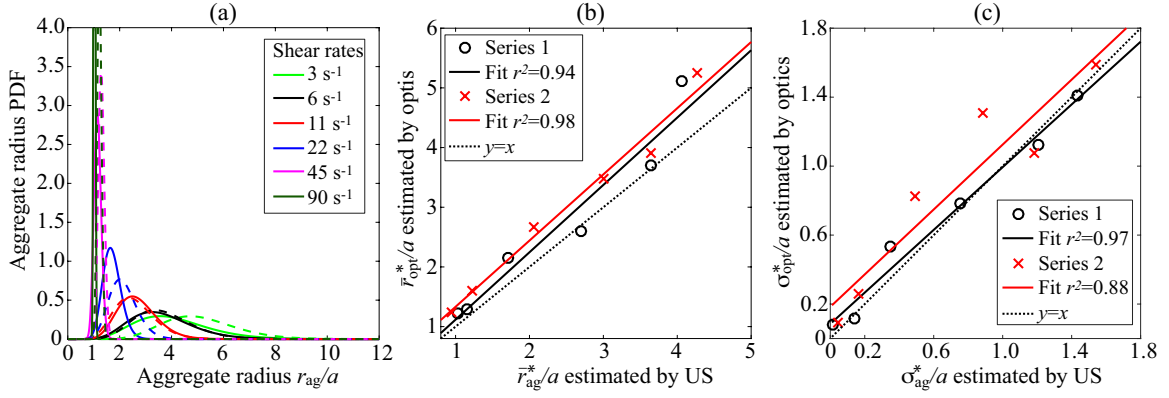 (a)
Aggregate radius PDF
4.0
3.5
3.0
2.5
2.0
1.5
1.0
0.5
0
Shear rates
3 s-1
6 s-1
11 s-1
22 s-1
45 s-1
90 s-1
0 1 2 4 6 8 10 12
Aggregate radius rag/a
(b)
r̄*opt/a estimated by optis
6
5
4
3
2
1
Series 1
Fit r²=0.94
Series 2
Fit r²=0.98
y=x
1 2 3 4 5
r̄*ag/a estimated by US
(c)
σ*opt/a estimated by optics
1.8
1.4
1.0
0.6
0.2
0
Series 1
Fit r²=0.97
Series 2
Fit r²=0.88
y=x
0 0.2 0.6 1.0 1.4 1.8
σ*ag/a estimated by US